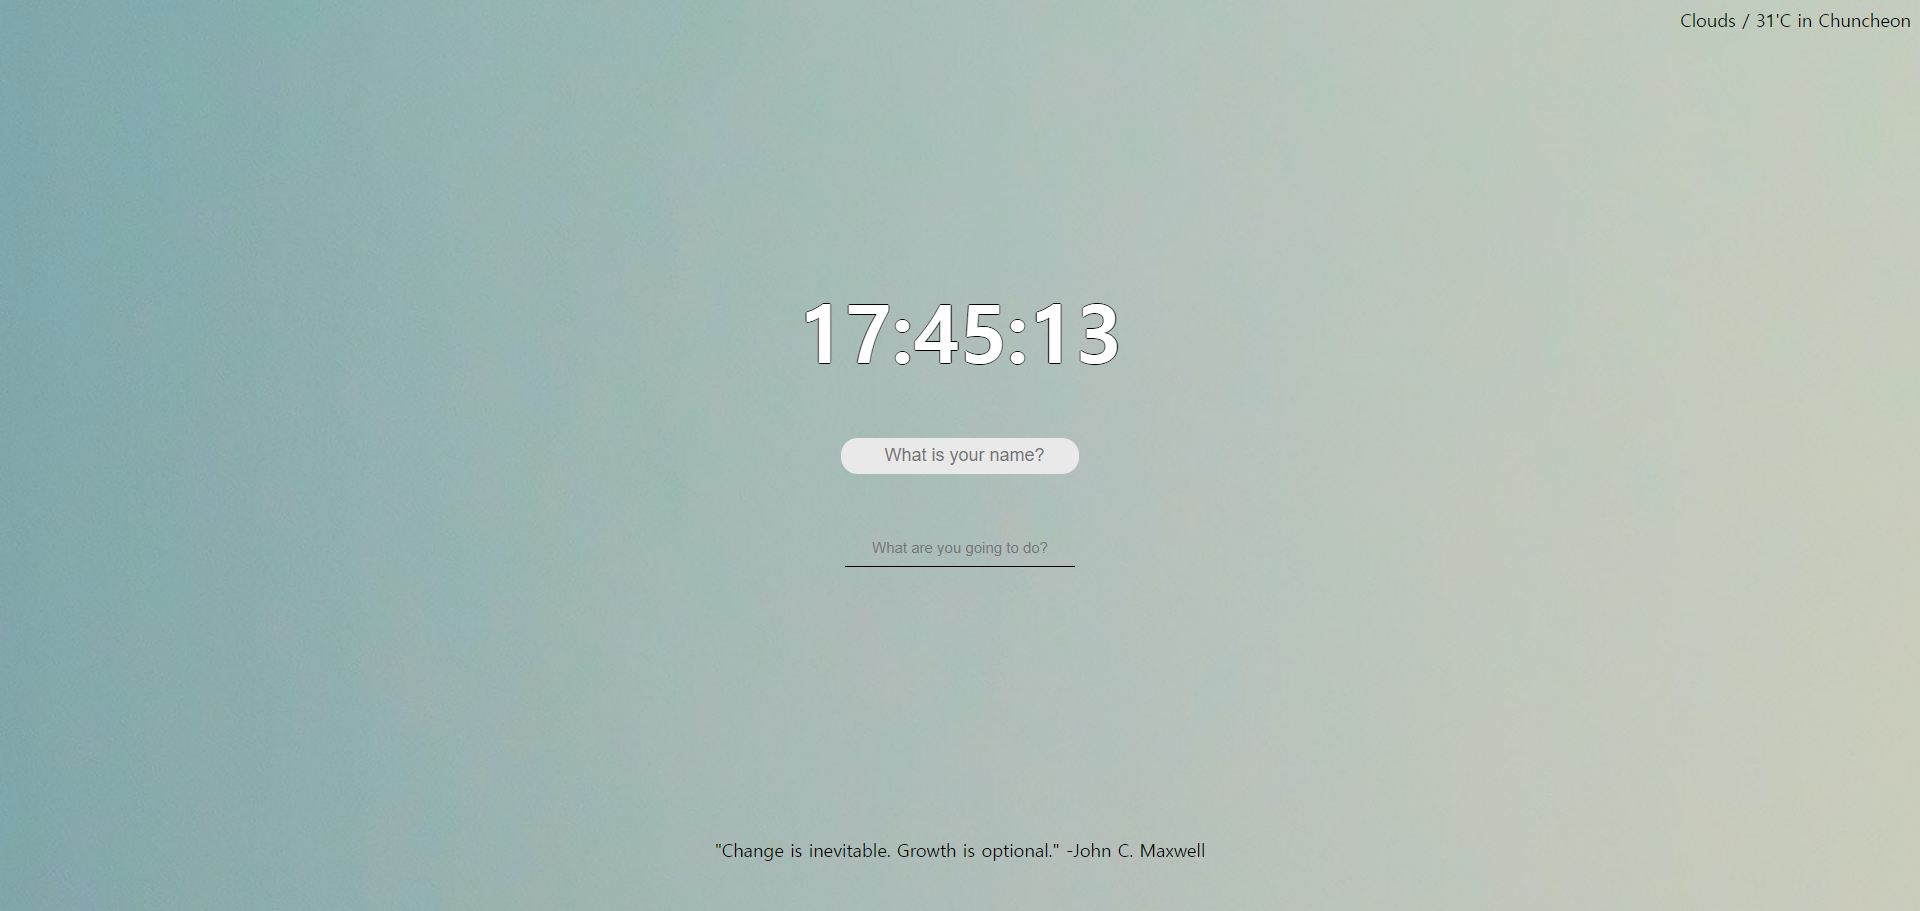 Clouds / 31'C in Chuncheon
17:45:13
What is your name?
What are you going to do?
"Change is inevitable. Growth is optional." -John C. Maxwell